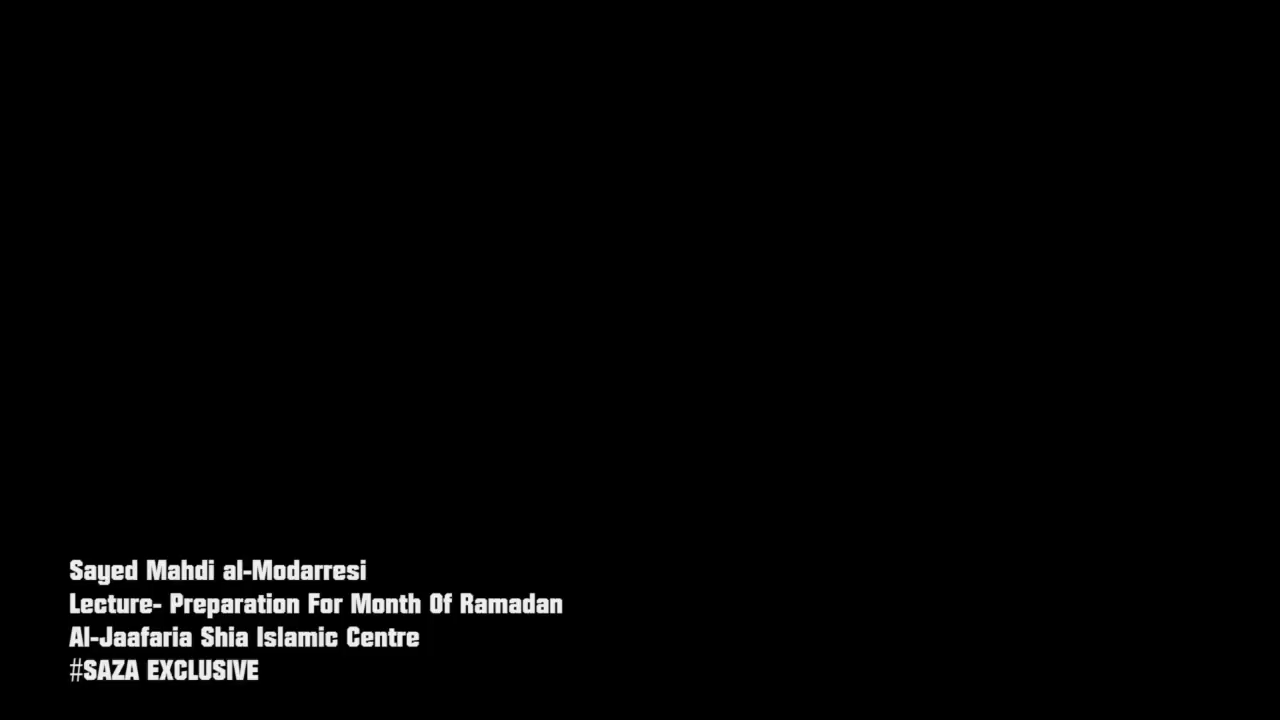 Sayed Mahdi al-Modarresi
Lecture- Preparation For Month Of Ramadan
Al-Jaafaria Shia Islamic Centre
#SAZA EXCLUSIVE